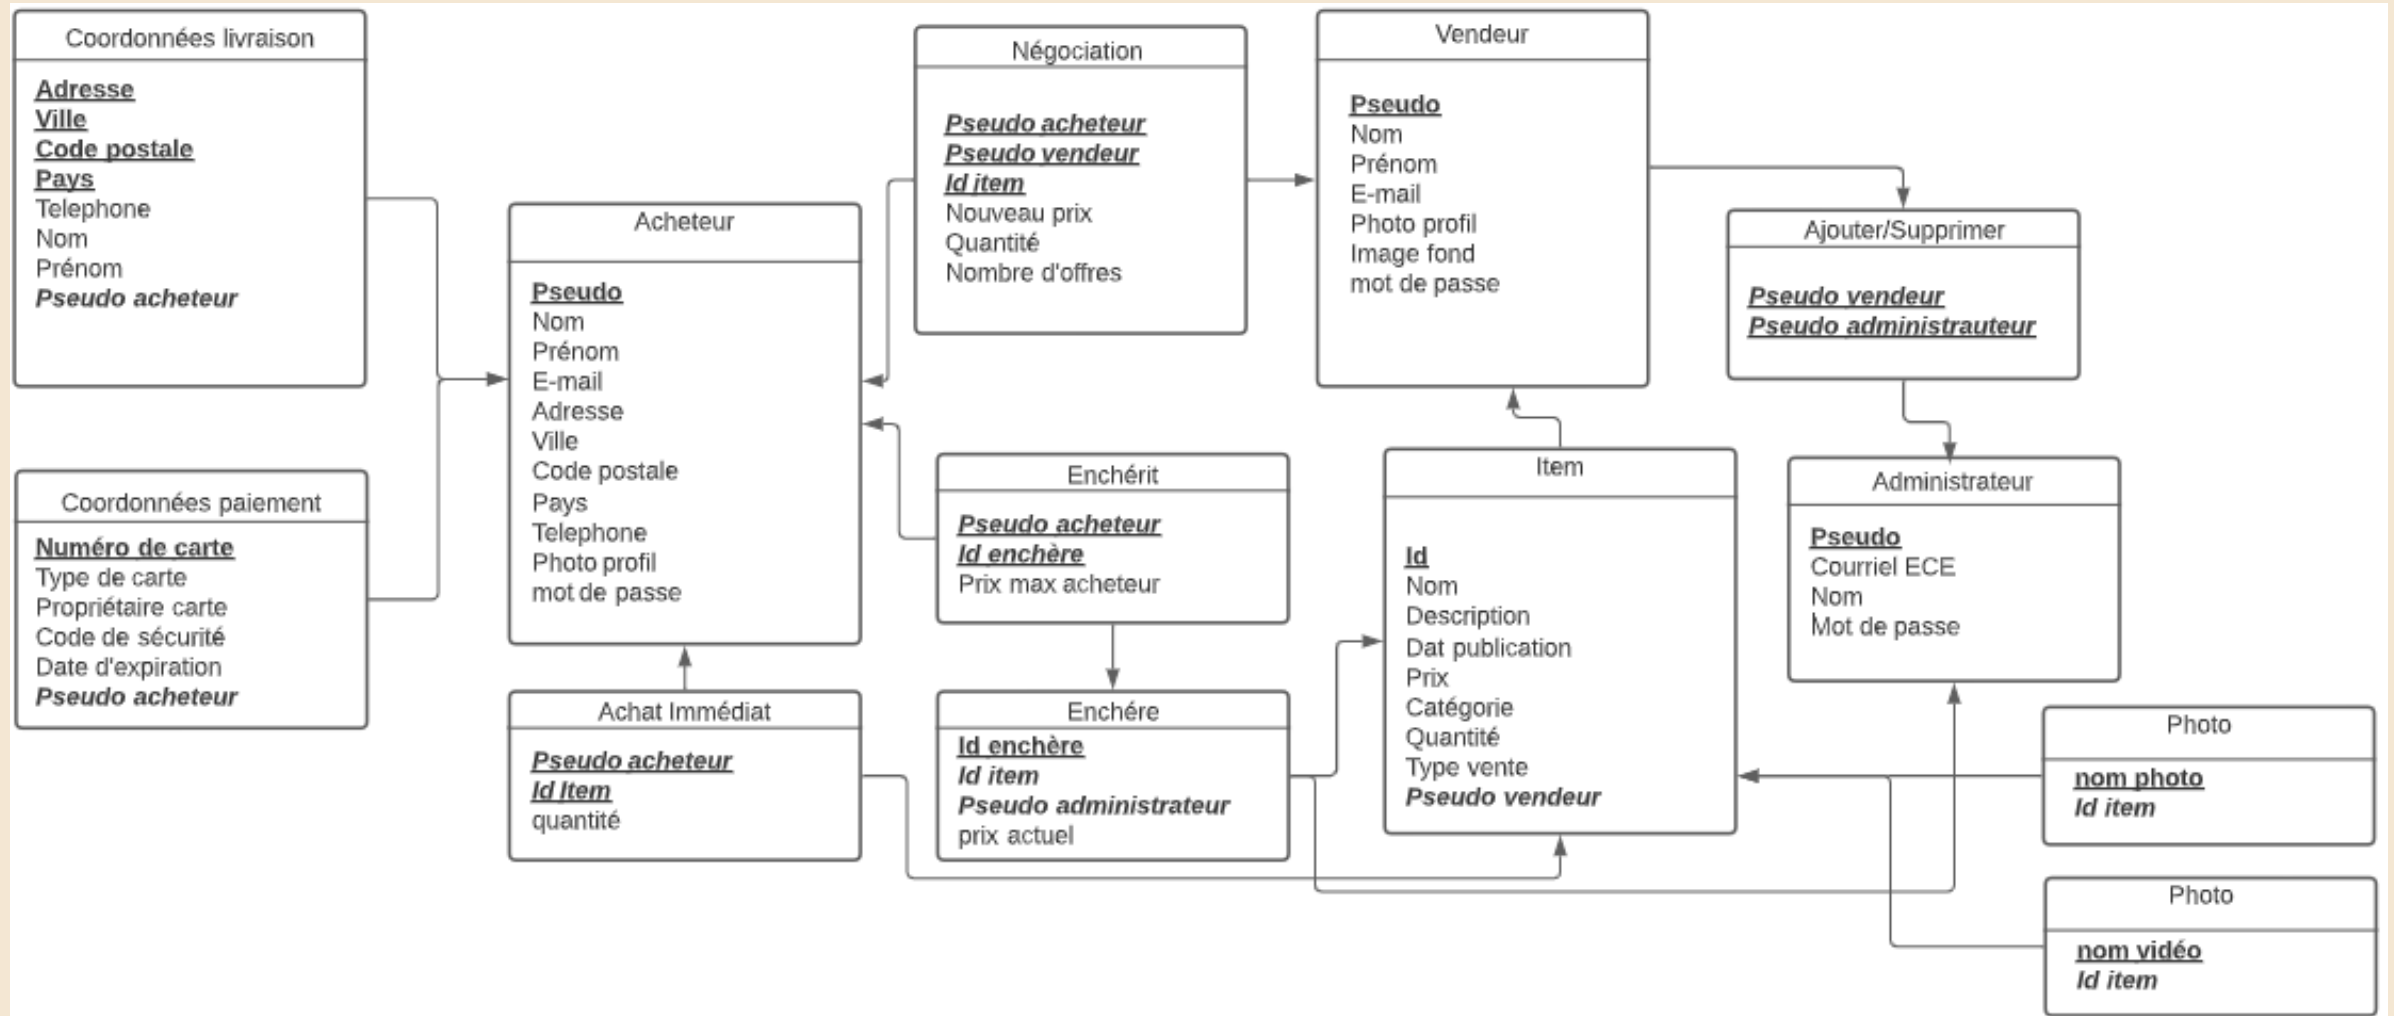 Coordonnées livraison
Adresse
Ville
Code postale
Pays
Telephone
Nom
Prénom
Pseudo acheteur
Coordonnées paiement
Numéro de carte
Type de carte
Propriétaire carte
Code de sécurité
Date d'expiration
Pseudo acheteur
Acheteur
Pseudo
Nom
Prénom
E-mail
Adresse
Ville
Code postale
Pays
Telephone
Photo profil
mot de passe
Achat Immédiat
Pseudo acheteur
Id Item
quantité
Négociation
Pseudo acheteur
Pseudo vendeur
Id item
Nouveau prix
Quantité
Nombre d'offres
Enchérit
Pseudo acheteur
Id enchère
Prix max acheteur
Enchére
Id enchère
Id item
Pseudo administrateur
prix actuel
Vendeur
Pseudo
Nom
Prénom
E-mail
Photo profil
Image fond
mot de passe
Item
Id
Nom
Description
Dat publication
Prix
Catégorie
Quantité
Type vente
Pseudo vendeur
Ajouter/Supprimer
Pseudo vendeur
Pseudo administrauteur
Administrateur
Pseudo
Courriel ECE
Nom
Mot de passe
Photo
nom photo
Id item
Photo
nom vidéo
Id item